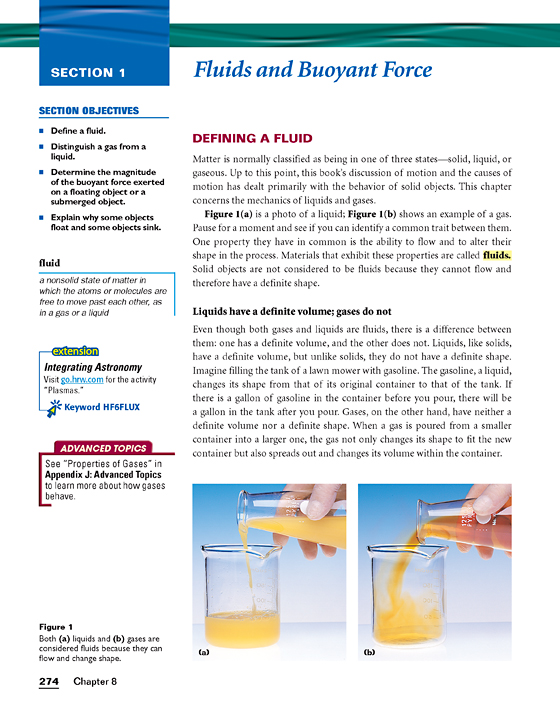 SECTION 1
Fluids and Buoyant Force
SECTION OBJECTIVES
■ Define a fluid.
■ Distinguish a gas from a
liquid.
■ Determine the magnitude
of the buoyant force exerted
on a floating object or a
submerged object.
■ Explain why some objects
float and some objects sink.
fluid
a nonsolid state of matter in
which the atoms or molecules are
free to move past each other, as
in a gas or a liquid
extension
Integrating Astronomy
Visit go.hrw.com for the activity
"Plasmas."
Keyword HF6FLUX
ADVANCED TOPICS
See "Properties of Gases" in
Appendix J: Advanced Topics
to learn more about how gases
behave.
DEFINING A FLUID
Matter is normally classified as being in one of three states—solid, liquid, or
gaseous. Up to this point, this book's discussion of motion and the causes of
motion has dealt primarily with the behavior of solid objects. This chapter
concerns the mechanics of liquids and gases.
Figure 1(a) is a photo of a liquid; Figure 1(b) shows an example of a gas.
Pause for a moment and see if you can identify a common trait between them.
One property they have in common is the ability to flow and to alter their
shape in the process. Materials that exhibit these properties are called fluids.
Solid objects are not considered to be fluids because they cannot flow and
therefore have a definite shape.
Liquids have a definite volume; gases do not
Even though both gases and liquids are fluids, there is a difference between
them: one has a definite volume, and the other does not. Liquids, like solids,
have a definite volume, but unlike solids, they do not have a definite shape.
Imagine filling the tank of a lawn mower with gasoline. The gasoline, a liquid,
changes its shape from that of its original container to that of the tank. If
there is a gallon of gasoline in the container before you pour, there will be
a gallon in the tank after you pour. Gases, on the other hand, have neither a
definite volume nor a definite shape. When a gas is poured from a smaller
container into a larger one, the gas not only changes its shape to fit the new
container but also spreads out and changes its volume within the container.
(a)
(b)
Figure 1
Both (a) liquids and (b) gases are
considered fluids because they can
flow and change shape.
274 Chapter 8